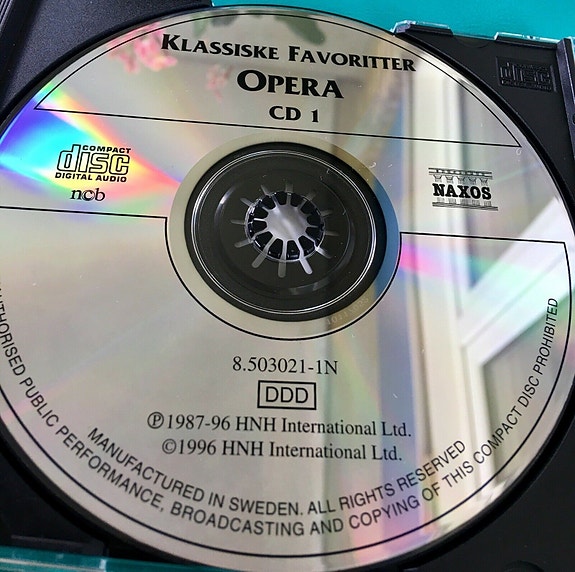 KLASSISKE FAVORITTER
OPERA
CD 1
COMPACT
disc
DIGITAL AUDIO
ncb
NAXOS
8.503021-1N
DDD
℗1987-96 HNH International Ltd.
©1996 HNH International Ltd.
MANUFACTURED IN SWEDEN. ALL RIGHTS RESERVED
AUTHORISED PUBLIC PERFORMANCE, BROADCASTING AND COPYING OF THIS COMPACT DISC PROHIBITED